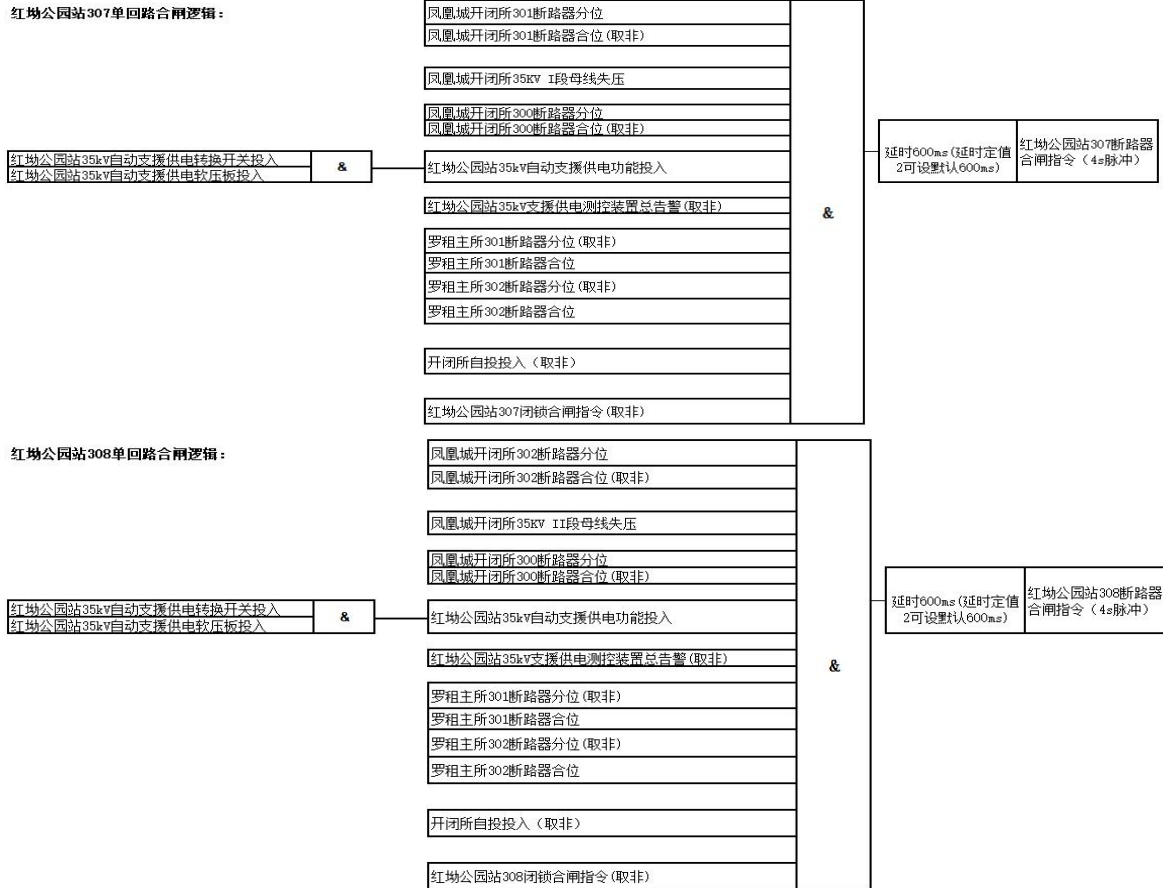 红坳公园站307单回路合闸逻辑：
凤凰城开闭所301断路器分位
凤凰城开闭所301断路器合位(取非)
凤凰城开闭所35KV I段母线失压
凤凰城开闭所300断路器分位
凤凰城开闭所300断路器合位(取非)
红坳公园站35kV自动支援供电转换开关投入
红坳公园站35kV自动支援供电软压板投入
&
红坳公园站35kV自动支援供电功能投入
红坳公园站35kV支援供电测控装置总告警(取非)
罗租主所301断路器分位(取非)
罗租主所301断路器合位
罗租主所302断路器分位(取非)
罗租主所302断路器合位
开闭所自投投入（取非）
红坳公园站307闭锁合闸指令(取非)
&
延时600ms(延时定值
2可设默认600ms)
红坳公园站307断路器
合闸指令（4s脉冲）
红坳公园站308单回路合闸逻辑：
凤凰城开闭所302断路器分位
凤凰城开闭所302断路器合位(取非)
凤凰城开闭所35KV II段母线失压
凤凰城开闭所300断路器分位
凤凰城开闭所300断路器合位(取非)
红坳公园站35kV自动支援供电转换开关投入
红坳公园站35kV自动支援供电软压板投入
&
红坳公园站35kV自动支援供电功能投入
红坳公园站35kV支援供电测控装置总告警(取非)
罗租主所301断路器分位(取非)
罗租主所301断路器合位
罗租主所302断路器分位(取非)
罗租主所302断路器合位
开闭所自投投入（取非）
红坳公园站308闭锁合闸指令(取非)
&
延时600ms(延时定值
2可设默认600ms)
红坳公园站308断路器
合闸指令（4s脉冲）